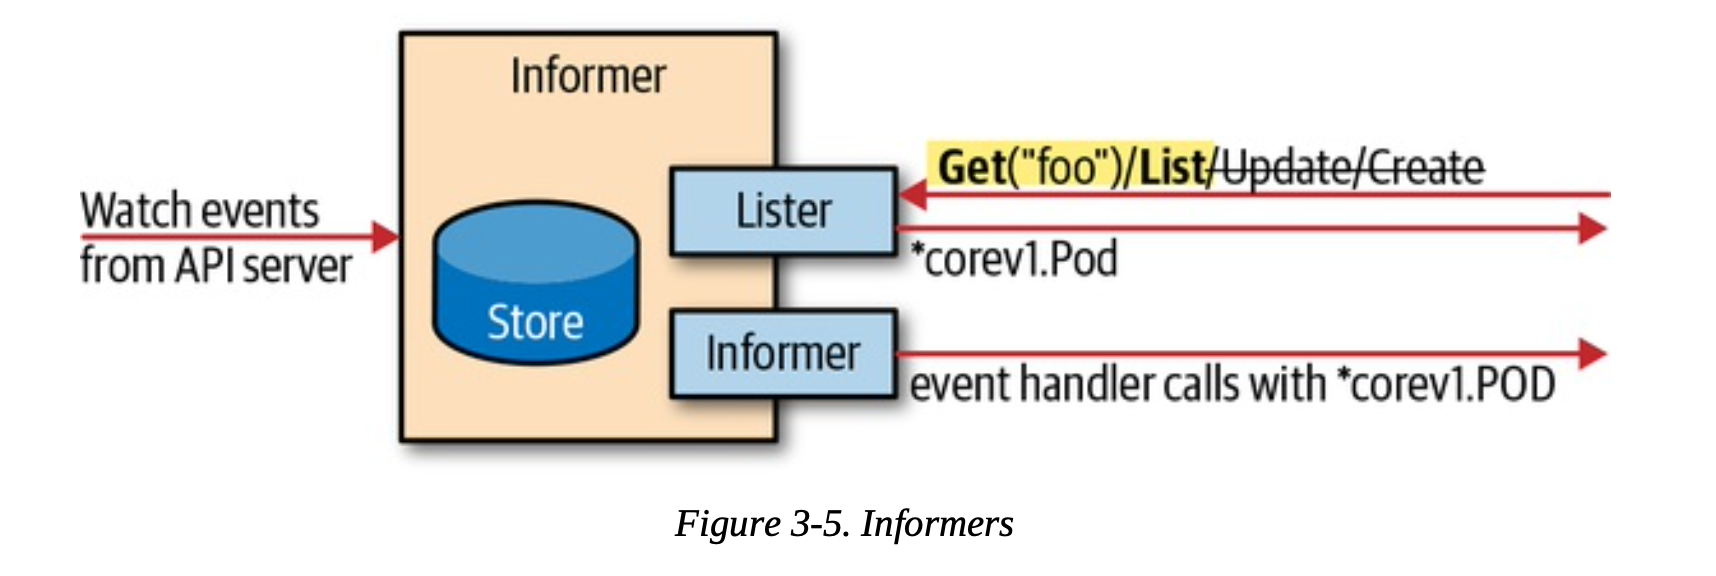 Informer
Get("foo")/List/Update/Create
Watch events
from API server
Lister
*corev1.Pod
Store
Informer
event handler calls with *corev1.POD
Figure 3-5. Informers